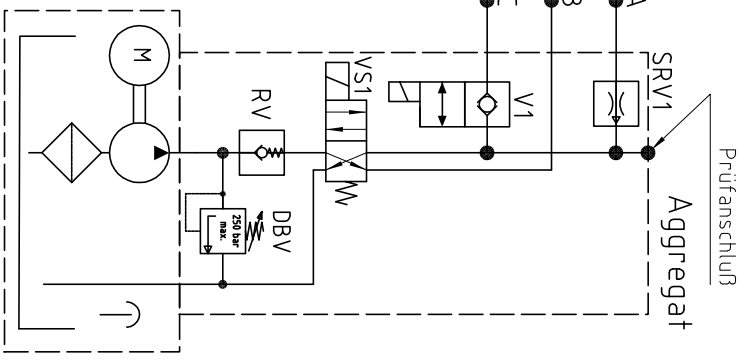 A
B
C
SRV1
Prüfanschluß
V1
VS1
Aggregat
RV
M
DBV
250 bar
max.